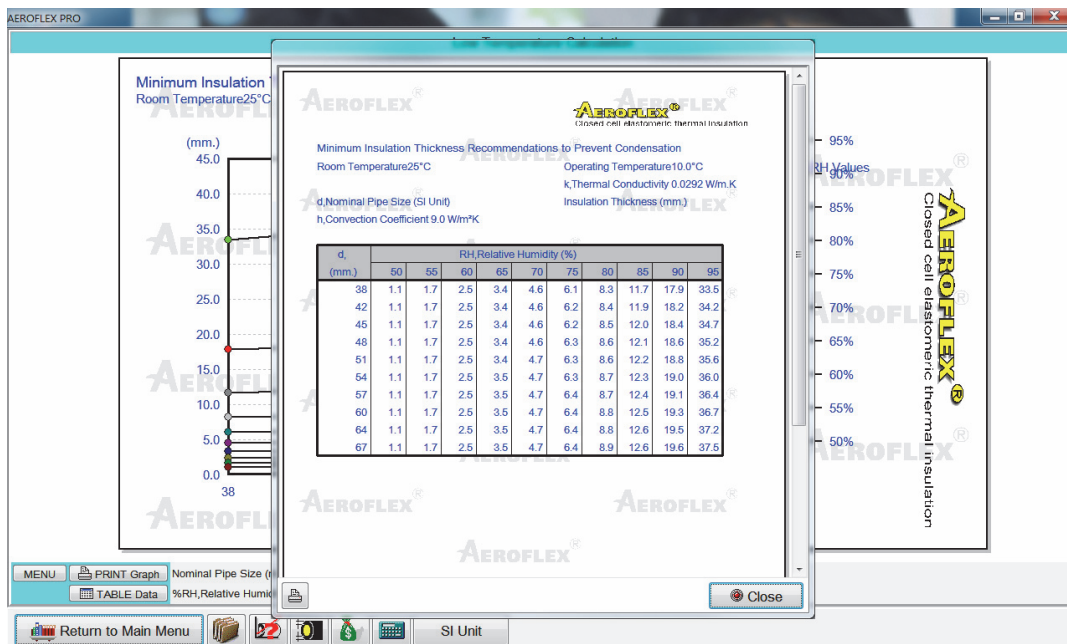 AEROFLEX PRO
Low Temperature Calculation
Minimum Insulation
Room Temperature25°C
(mm.)
45.0
40.0
35.0
30.0
25.0
20.0
15.0
10.0
5.0
0.0
38
AEROFLEX®
AEROFLEX®
AEROFLEX®
Closed cell elastomeric thermal insulation
Minimum Insulation Thickness Recommendations to Prevent Condensation
Room Temperature25°C Operating Temperature10.0°C
k,Thermal Conductivity 0.0292 W/m.K
d,Nominal Pipe Size (SI Unit) Insulation Thickness (mm.)
h,Convection Coefficient 9.0 W/m²K
d, RH,Relative Humidity (%)
(mm.) 50 55 60 65 70 75 80 85 90 95
38 1.1 1.7 2.5 3.4 4.6 6.1 8.3 11.7 17.9 33.5
42 1.1 1.7 2.5 3.4 4.6 6.2 8.4 11.9 18.2 34.2
45 1.1 1.7 2.5 3.4 4.6 6.2 8.5 12.0 18.4 34.7
48 1.1 1.7 2.5 3.4 4.6 6.3 8.6 12.1 18.6 35.2
51 1.1 1.7 2.5 3.4 4.7 6.3 8.6 12.2 18.8 35.6
54 1.1 1.7 2.5 3.5 4.7 6.3 8.7 12.3 19.0 36.0
57 1.1 1.7 2.5 3.5 4.7 6.4 8.7 12.4 19.1 36.4
60 1.1 1.7 2.5 3.5 4.7 6.4 8.8 12.5 19.3 36.7
64 1.1 1.7 2.5 3.5 4.7 6.4 8.8 12.6 19.5 37.2
67 1.1 1.7 2.5 3.5 4.7 6.4 8.9 12.6 19.6 37.5
AEROFLEX®
AEROFLEX®
AEROFLEX®
RH Values
95%
90%
85%
80%
75%
70%
65%
60%
55%
50%
AEROFLEX®
Closed cell elastomeric thermal insulation
MENU PRINT Graph Nominal Pipe Size
TABLE Data %RH,Relative
Close
Return to Main Menu SI Unit